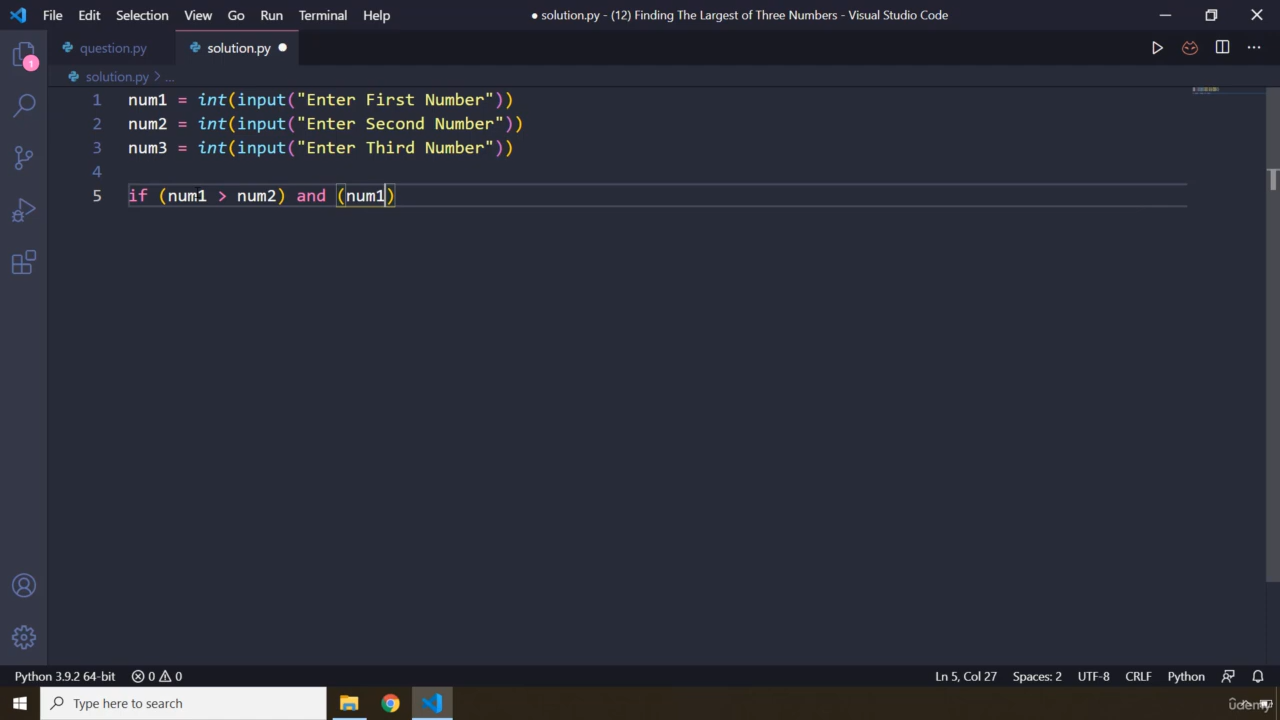 File Edit Selection View Go Run Terminal Help ● solution.py - (12) Finding The Largest of Three Numbers - Visual Studio Code
question.py solution.py ●
solution.py > ...
1 num1 = int(input("Enter First Number"))
2 num2 = int(input("Enter Second Number"))
3 num3 = int(input("Enter Third Number"))
4
5 if (num1 > num2) and (num1)
1
Python 3.9.2 64-bit 0 0 Ln 5, Col 27 Spaces: 2 UTF-8 CRLF Python
Type here to search
udemy